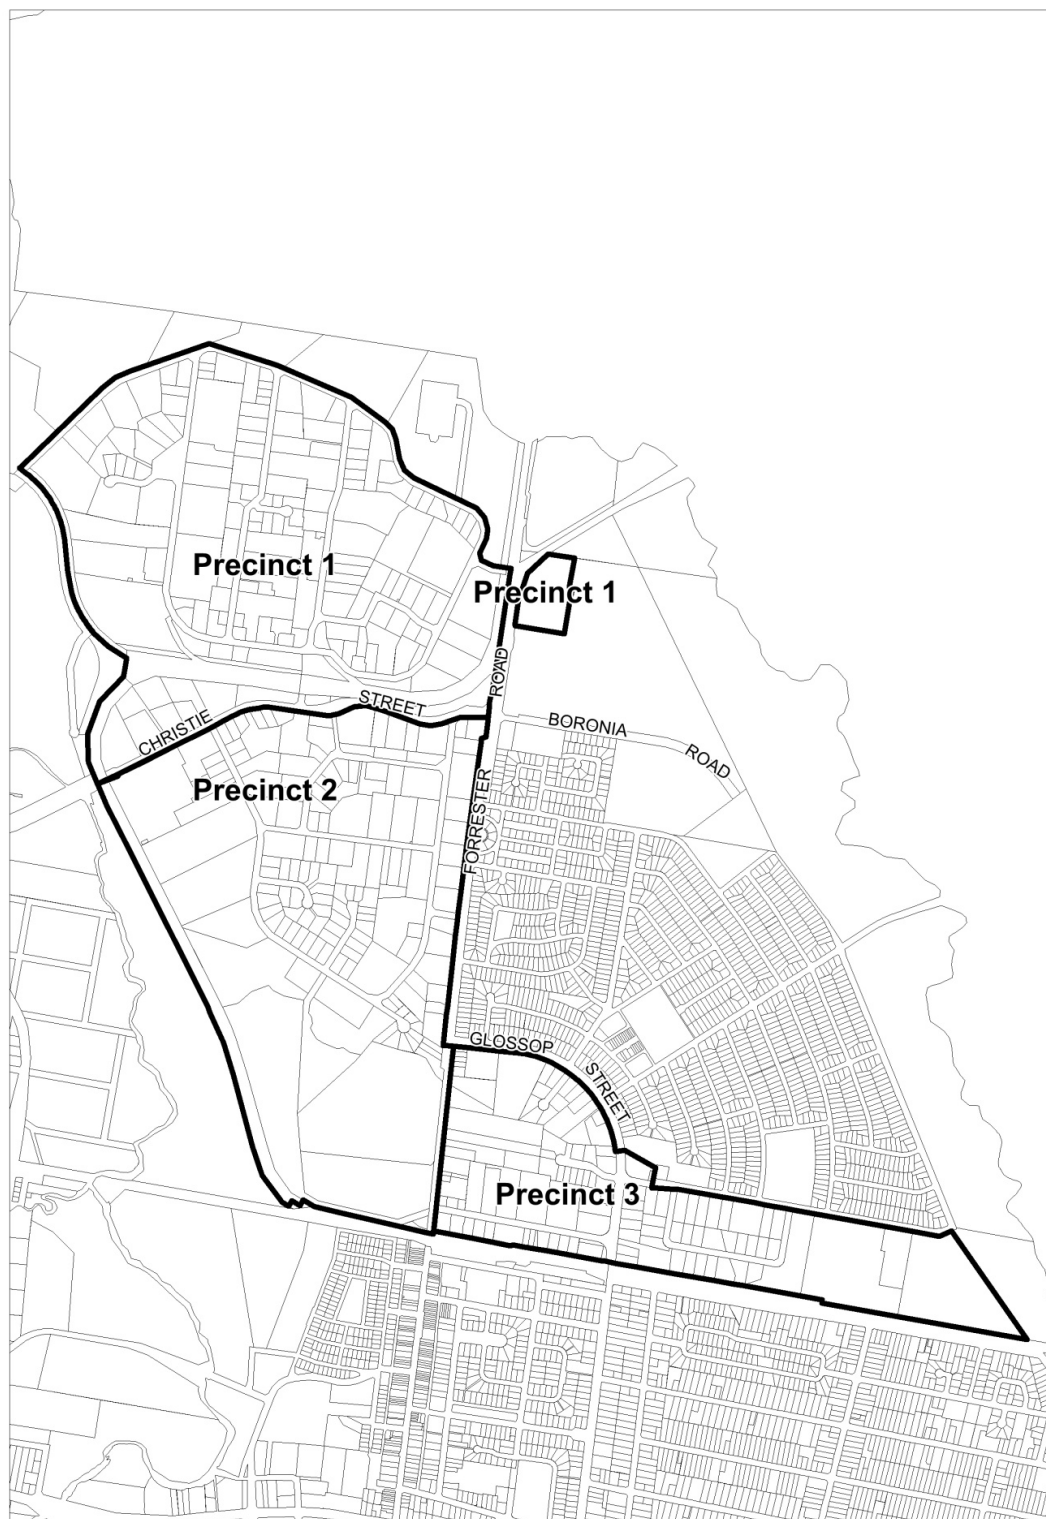 Precinct 1
Precinct 1
ROAD
STREET
CHRISTIE
BORONIA
ROAD
Precinct 2
FORRESTER
GLOSSOP
STREET
Precinct 3